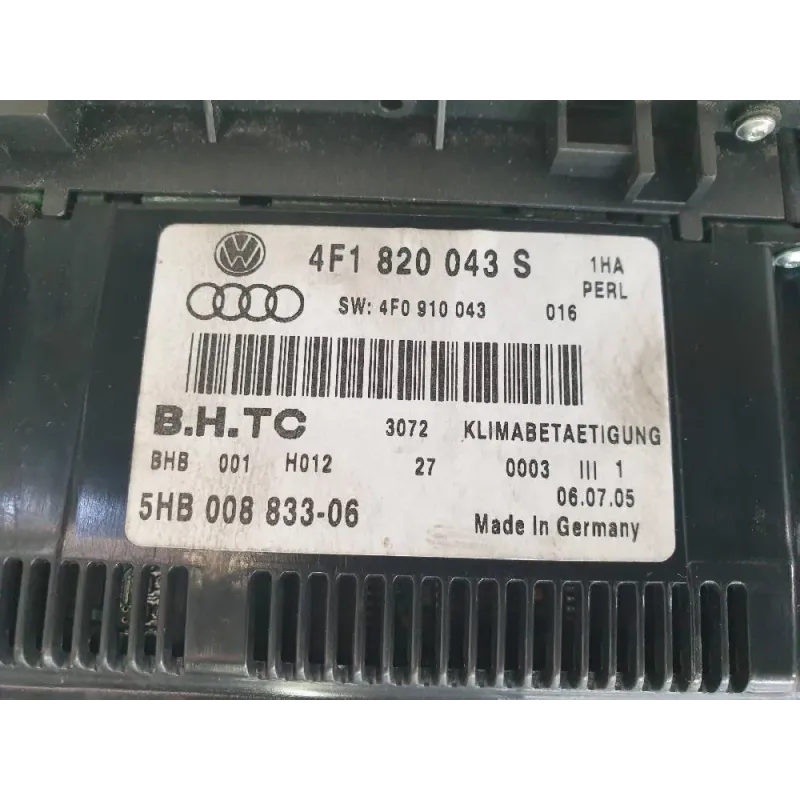 VW
4F1 820 043 S 1HA
SW: 4F0 910 043 016 PERL
B.H.TC 3072 KLIMABETAETIGUNG
BHB 001 H012 27 0003 III 1
06.07.05
5HB 008 833-06 Made In Germany